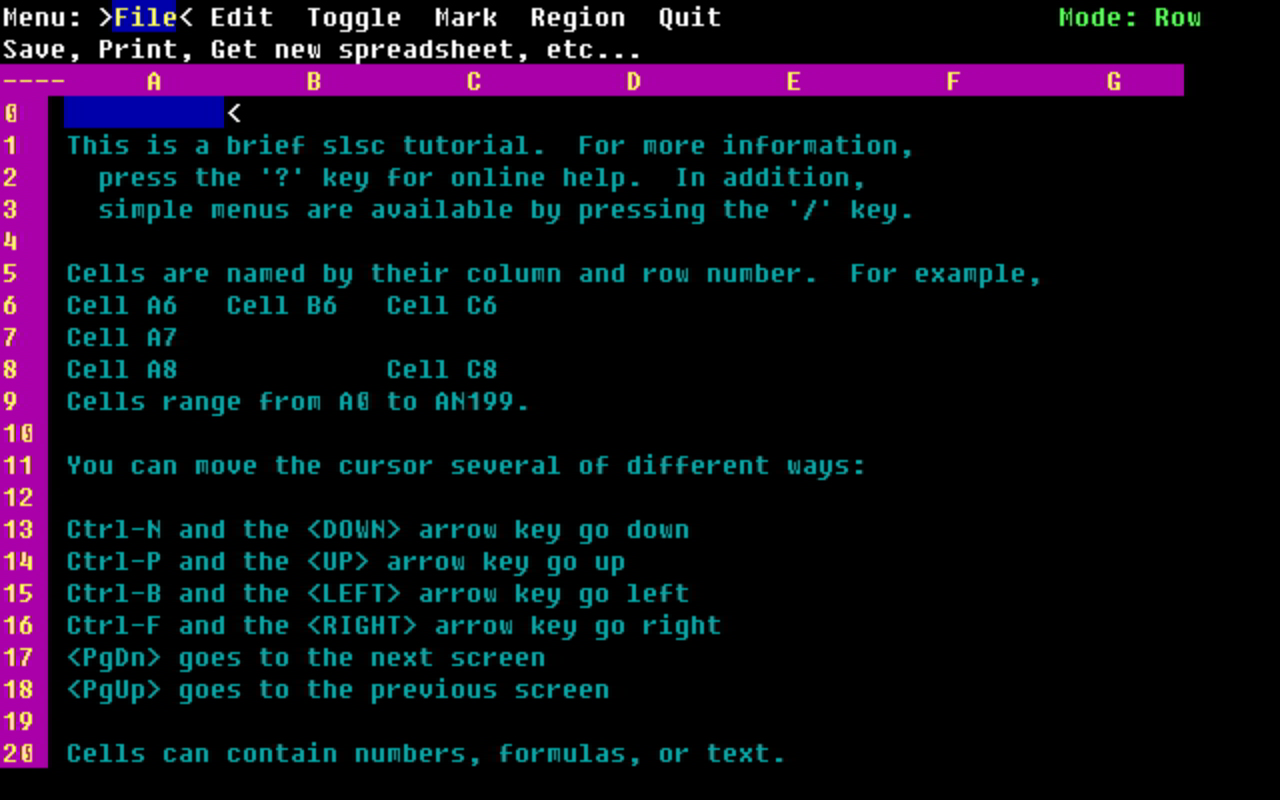 Menu: >File< Edit  Toggle  Mark  Region  Quit                     Mode: Row
Save, Print, Get new spreadsheet, etc...
----     A         B         C         D         E         F         G
0              <
1   This is a brief slsc tutorial.  For more information,
2     press the '?' key for online help.  In addition,
3     simple menus are available by pressing the '/' key.
4
5   Cells are named by their column and row number.  For example,
6   Cell A6   Cell B6   Cell C6
7   Cell A7
8   Cell A8             Cell C8
9   Cells range from A0 to AN199.
10
11  You can move the cursor several of different ways:
12
13  Ctrl-N and the <DOWN> arrow key go down
14  Ctrl-P and the <UP> arrow key go up
15  Ctrl-B and the <LEFT> arrow key go left
16  Ctrl-F and the <RIGHT> arrow key go right
17  <PgDn> goes to the next screen
18  <PgUp> goes to the previous screen
19
20  Cells can contain numbers, formulas, or text.